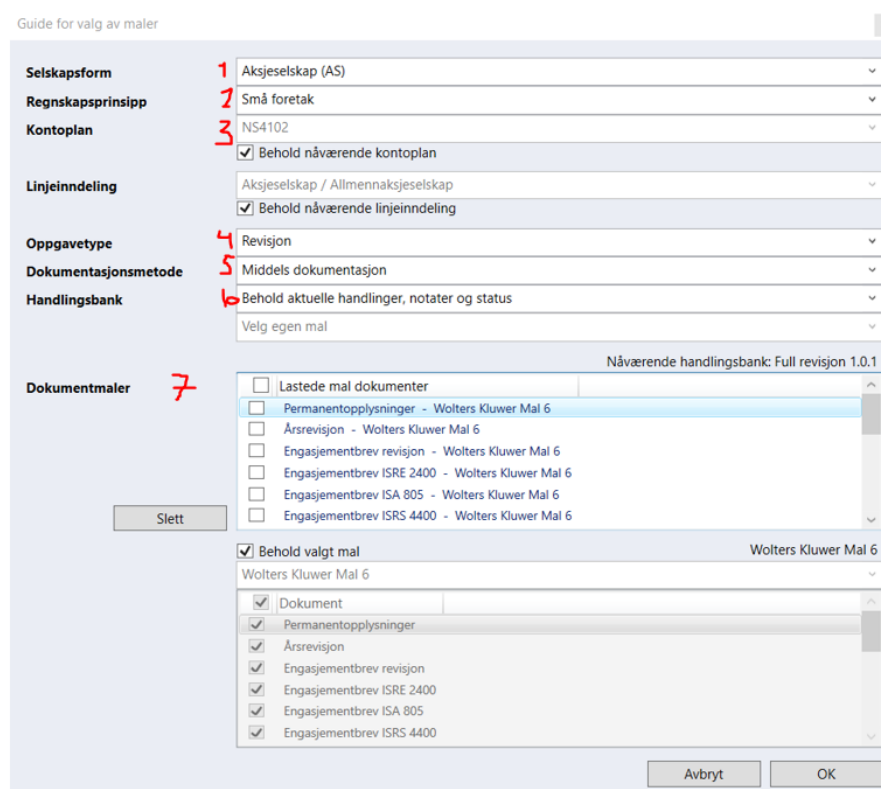 Guide for valg av maler
Selskapsform 1 Aksjeselskap (AS)
Regnskapsprinsipp 2 Små foretak
Kontoplan 3 NS4102
Behold nåværende kontoplan
Linjeinndeling Aksjeselskap / Allmennaksjeselskap
Behold nåværende linjeinndeling
Oppgavetype 4 Revisjon
Dokumentasjonsmetode 5 Middels dokumentasjon
Handlingsbank 6 Behold aktuelle handlinger, notater og status
Velg egen mal
Nåværende handlingsbank: Full revisjon 1.0.1
Dokumentmaler 7 Lastede mal dokumenter
Permanentopplysninger - Wolters Kluwer Mal 6
Årsrevisjon - Wolters Kluwer Mal 6
Engasjementbrev revisjon - Wolters Kluwer Mal 6
Engasjementbrev ISRE 2400 - Wolters Kluwer Mal 6
Engasjementbrev ISA 805 - Wolters Kluwer Mal 6
Slett Engasjementbrev ISRS 4400 - Wolters Kluwer Mal 6
Behold valgt mal Wolters Kluwer Mal 6
Wolters Kluwer Mal 6
Dokument
Permanentopplysninger
Årsrevisjon
Engasjementbrev revisjon
Engasjementbrev ISRE 2400
Engasjementbrev ISA 805
Engasjementbrev ISRS 4400
Avbryt OK